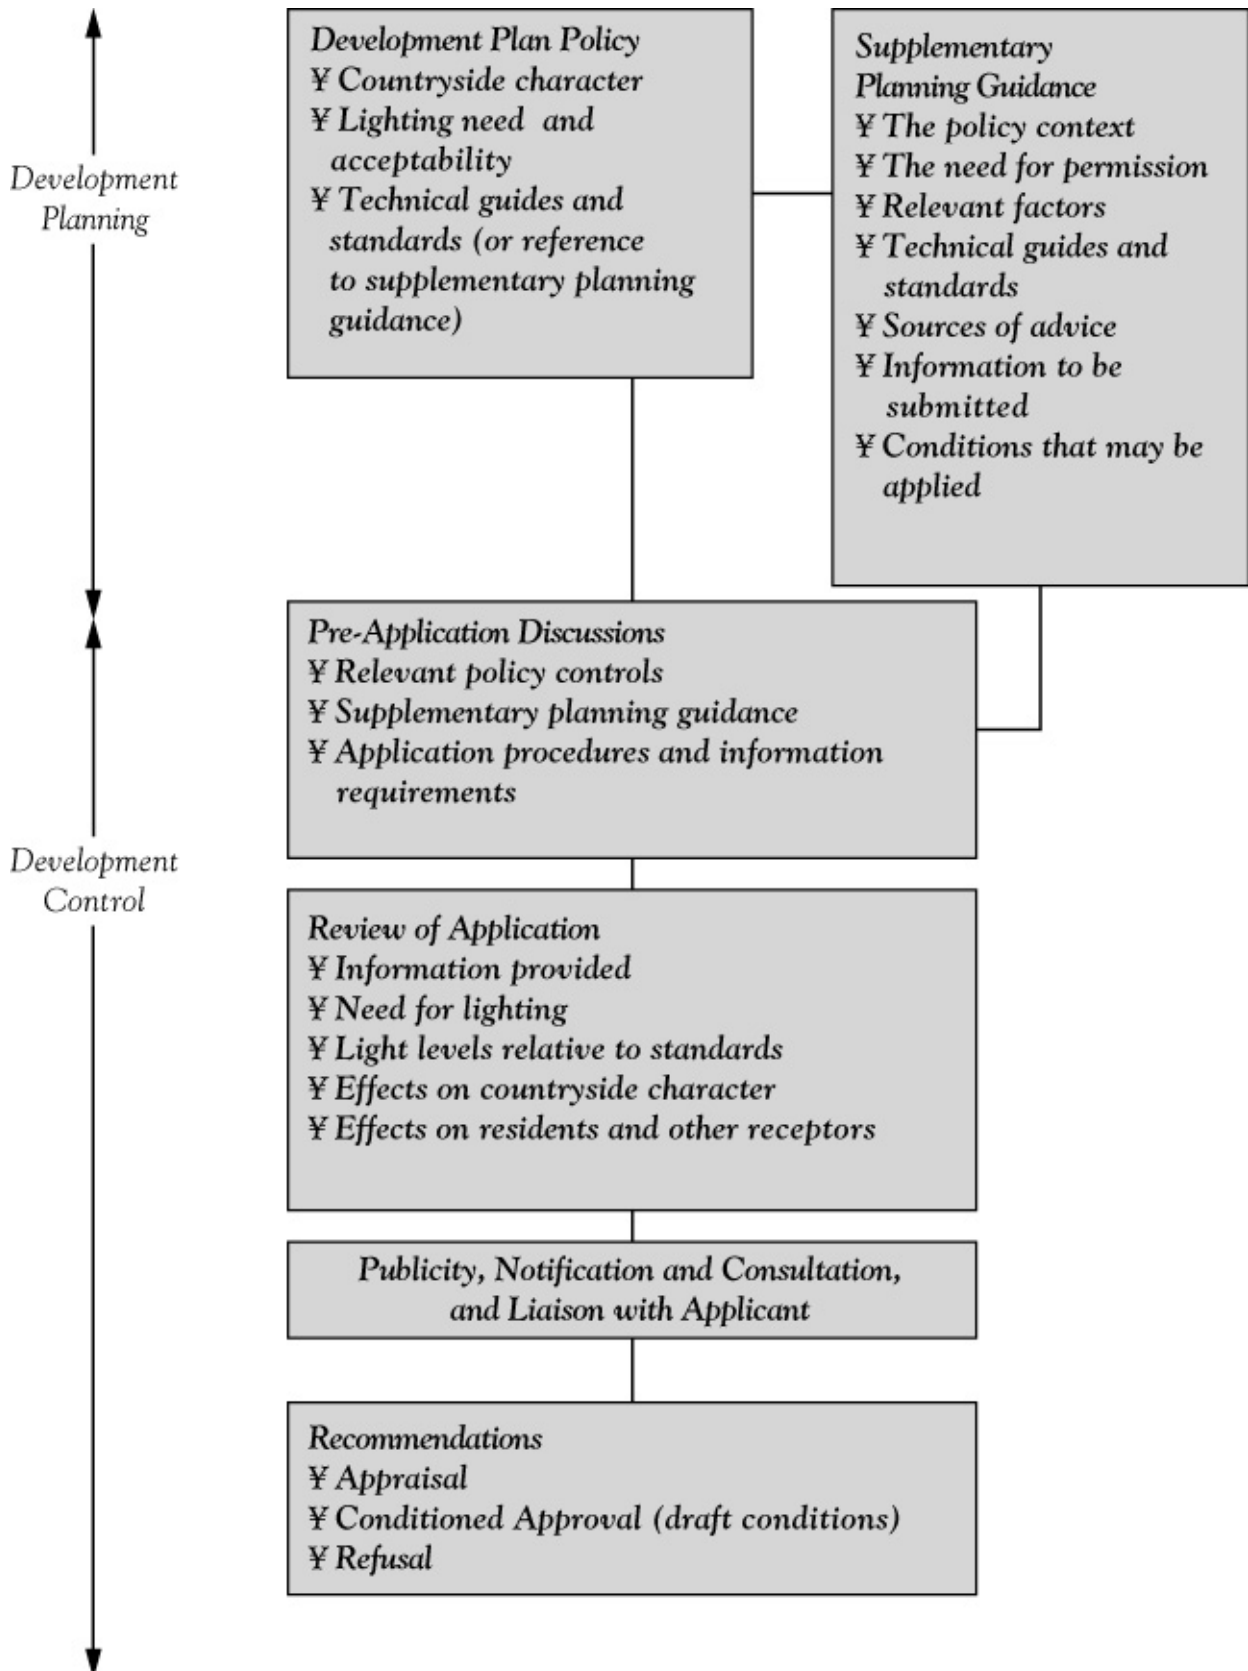 Development Planning
Development Plan Policy
¥ Countryside character
¥ Lighting need and
acceptability
¥ Technical guides and
standards (or reference
to supplementary planning
guidance)
Supplementary
Planning Guidance
¥ The policy context
¥ The need for permission
¥ Relevant factors
¥ Technical guides and
standards
¥ Sources of advice
¥ Information to be
submitted
¥ Conditions that may be
applied
Development
Control
Pre-Application Discussions
¥ Relevant policy controls
¥ Supplementary planning guidance
¥ Application procedures and information
requirements
Review of Application
¥ Information provided
¥ Need for lighting
¥ Light levels relative to standards
¥ Effects on countryside character
¥ Effects on residents and other receptors
Publicity, Notification and Consultation,
and Liaison with Applicant
Recommendations
¥ Appraisal
¥ Conditioned Approval (draft conditions)
¥ Refusal